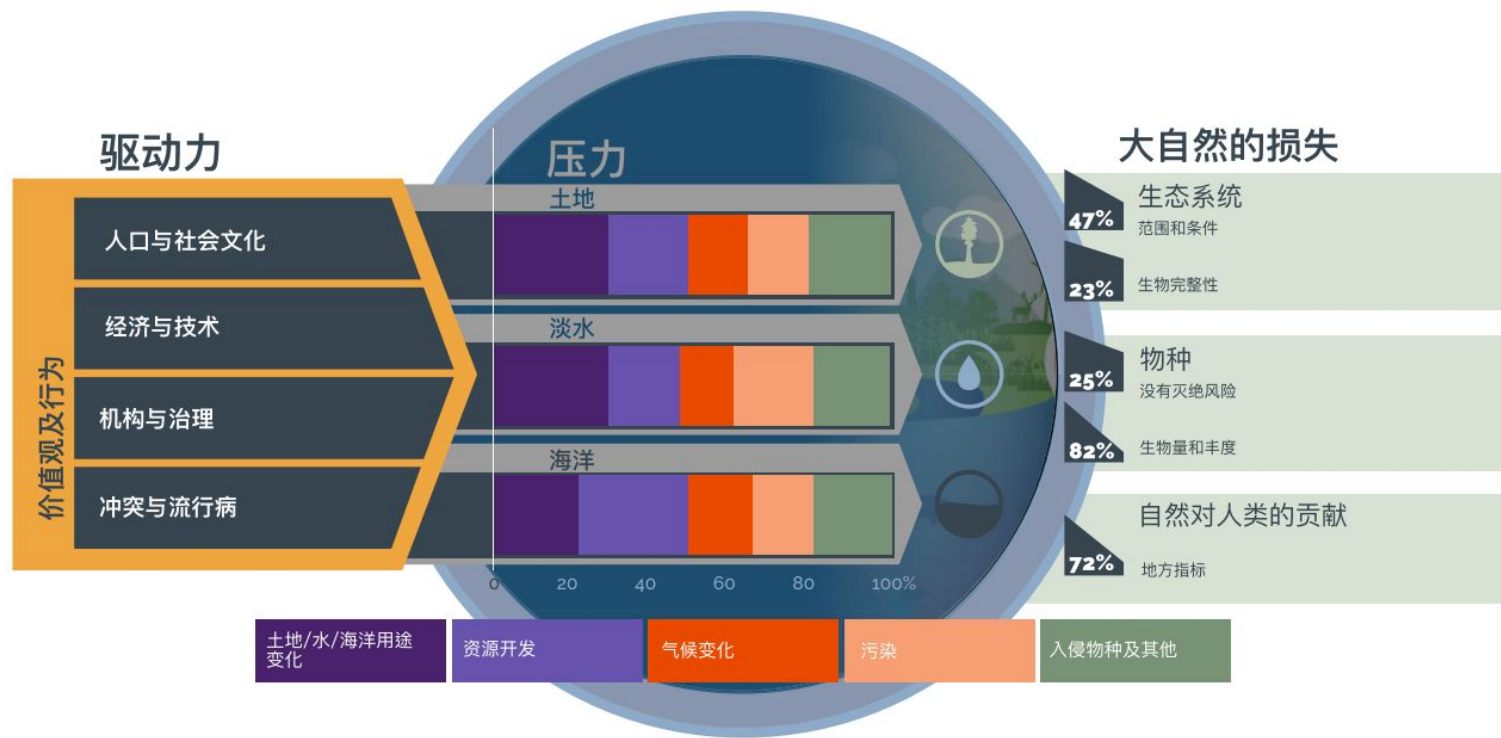 驱动力
价值观及行为
人口与社会文化
经济与技术
机构与治理
冲突与流行病
压力
土地
淡水
海洋
0 20 40 60 80 100%
土地/水/海洋用途
变化
资源开发
气候变化
污染
入侵物种及其他
大自然的损失
生态系统
47% 范围和条件
23% 生物完整性
物种
25% 没有灭绝风险
82% 生物量和丰度
自然对人类的贡献
72% 地方指标